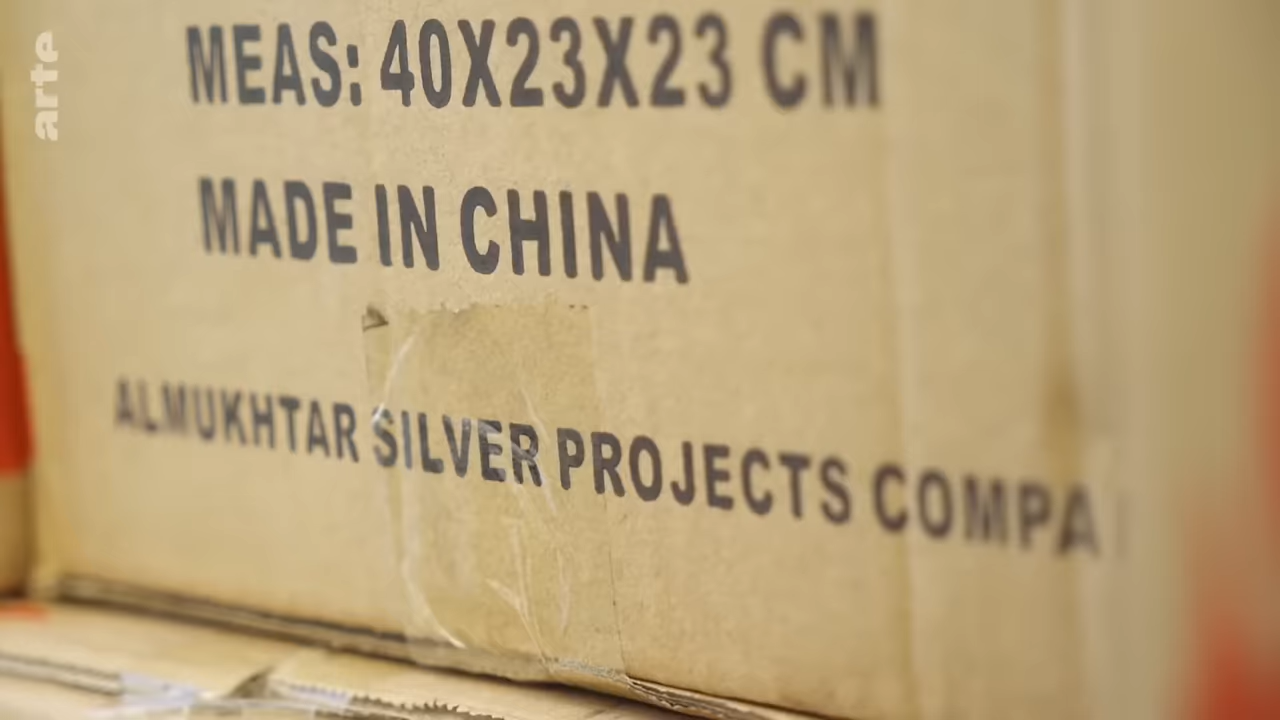 arte
MEAS: 40X23X23 CM
MADE IN CHINA
ALMUKHTAR SILVER PROJECTS COMPA